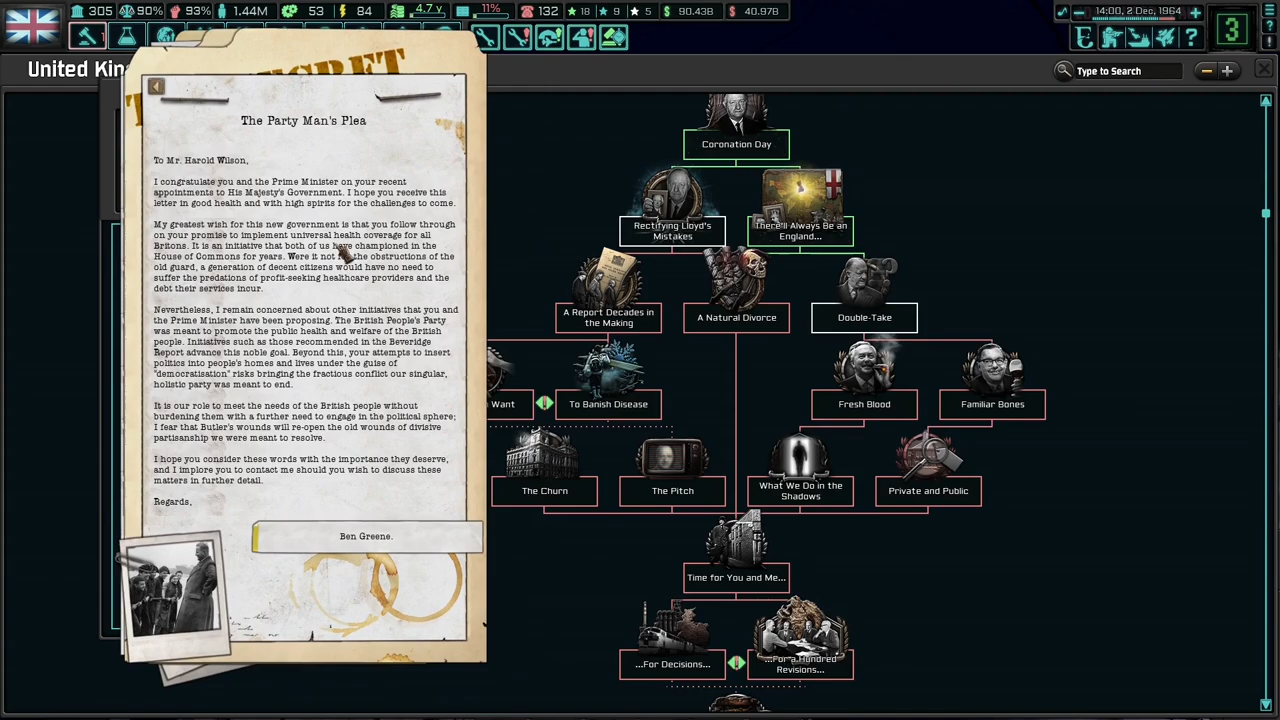 305 90% 93% 1.44M 53 84 4.7 v 11% 132 18 9 5 $ 90.43B $ 40.97B
14:00, 2 Dec, 1964
3
United Kin
Type to Search
The Party Man's Plea
To Mr. Harold Wilson,
I congratulate you and the Prime Minister on your recent
appointments to His Majesty's Government. I hope you receive this
letter in good health and with high spirits for the challenges to come.
My greatest wish for this new government is that you follow through
on your promise to implement universal health coverage for all
Britons. It is an initiative that both of us have championed in the
House of Commons for years. Were it not the obstructions of the
old guard, a generation of decent citizens would have no need to
suffer the predations of profit-seeking healthcare providers and the
debt their services incur.
Nevertheless, I remain concerned about other initiatives that you and
the Prime Minister have been proposing. The British People's Party
was meant to promote the public health and welfare of the British
people. Initiatives such as those recommended in the Beveridge
Report advance this noble goal. Beyond this, your attempts to insert
politics into people's homes and lives under the guise of
"democratisation" risks bringing the fractious conflict our singular,
holistic party was meant to end.
It is our role to meet the needs of the British people without
burdening them with a further need to engage in the political sphere;
I fear that Butler's wounds will re-open the old wounds of divisive
partisanship we were meant to resolve.
I hope you consider these words with the importance they deserve,
and I implore you to contact me should you wish to discuss these
matters in further detail.
Regards,
Ben Greene.
Coronation Day
Rectifying Lloyd's
Mistakes
There'll Always Be an
England...
A Report Decades in
the Making
A Natural Divorce
Double-Take
Want
To Banish Disease
Fresh Blood
Familiar Bones
The Churn
The Pitch
What We Do in the
Shadows
Private and Public
Time for You and Me...
...For Decisions...
...For a Hundred
Revisions...